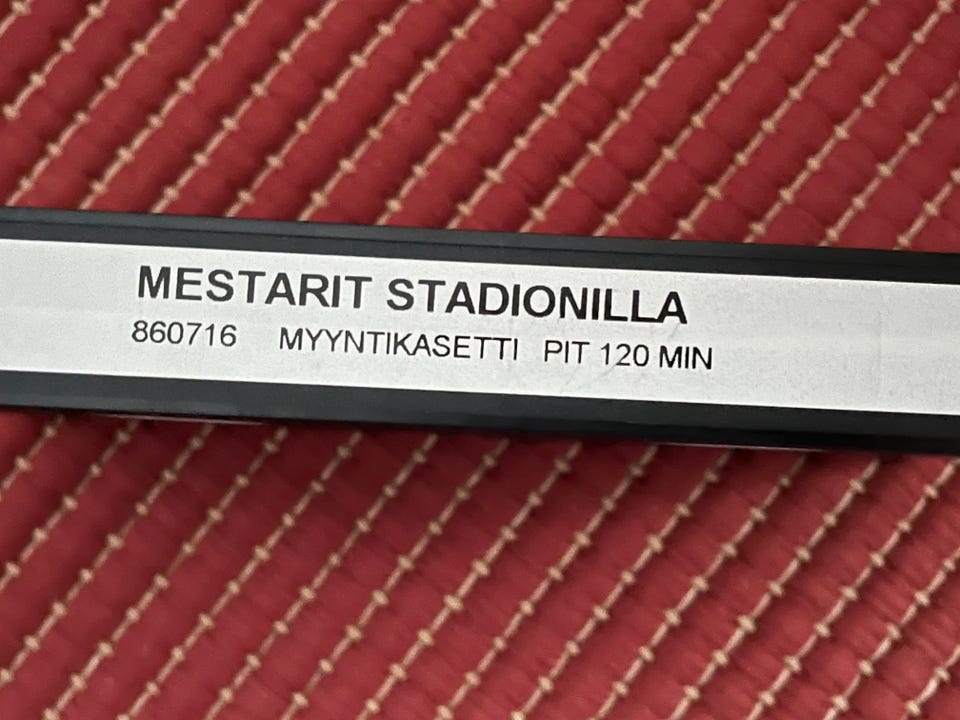 MESTARIT STADIONILLA
860716 MYYNTIKASETTI PIT 120 MIN